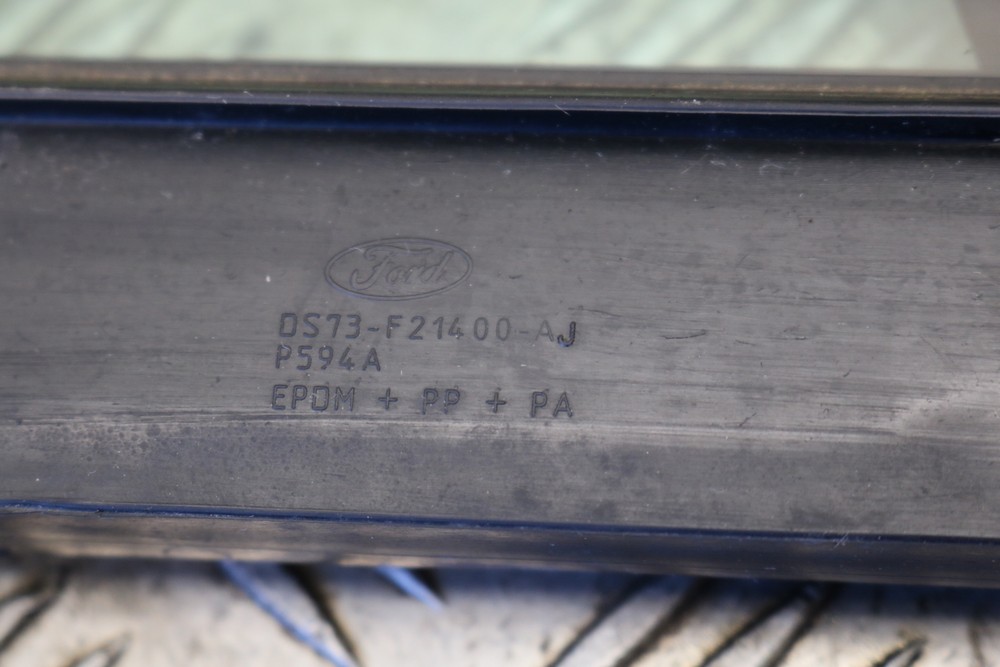 Ford
DS73-F21400-AJ
P594A
EPDM + PP + PA